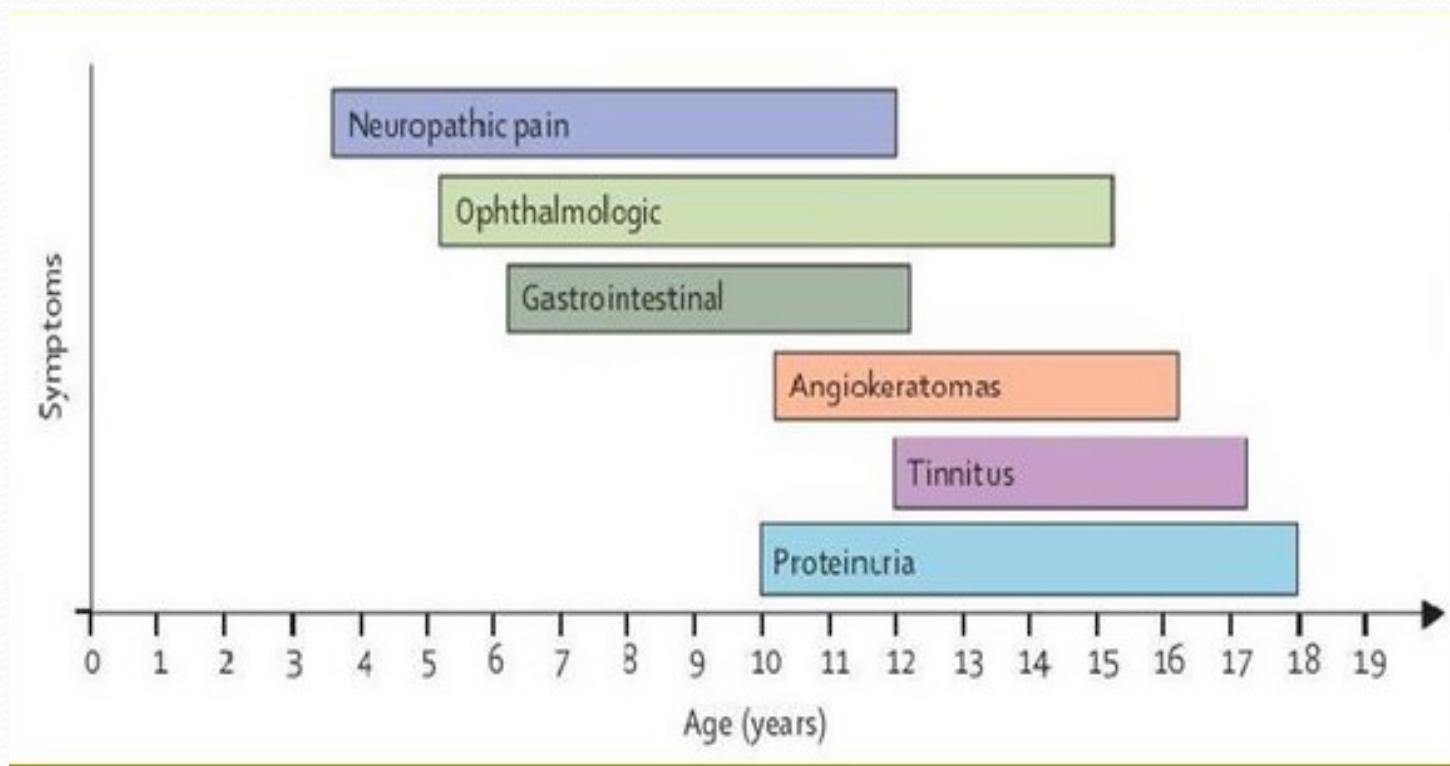 Neuropathic pain
Ophthalmologic
Gastrointestinal
Angiokeratomas
Tinnitus
Proteinuria
Symptoms
0 1 2 3 4 5 6 7 8 9 10 11 12 13 14 15 16 17 18 19
Age (years)